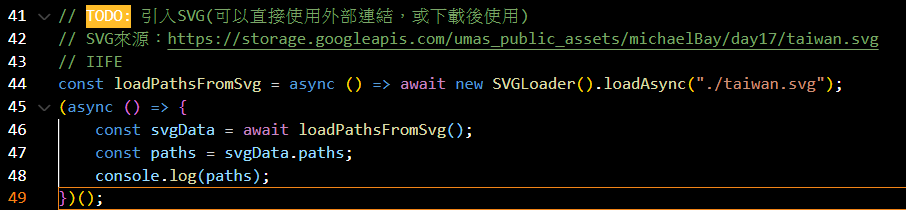 41 // TODO: 引入SVG(可以直接使用外部連結，或下載後使用)
42 // SVG來源：https://storage.googleapis.com/umas_public_assets/michaelBay/day17/taiwan.svg
43 // IIFE
44 const loadPathsFromSvg = async () => await new SVGLoader().loadAsync("./taiwan.svg");
45 (async () => {
46     const svgData = await loadPathsFromSvg();
47     const paths = svgData.paths;
48     console.log(paths);
49 })();